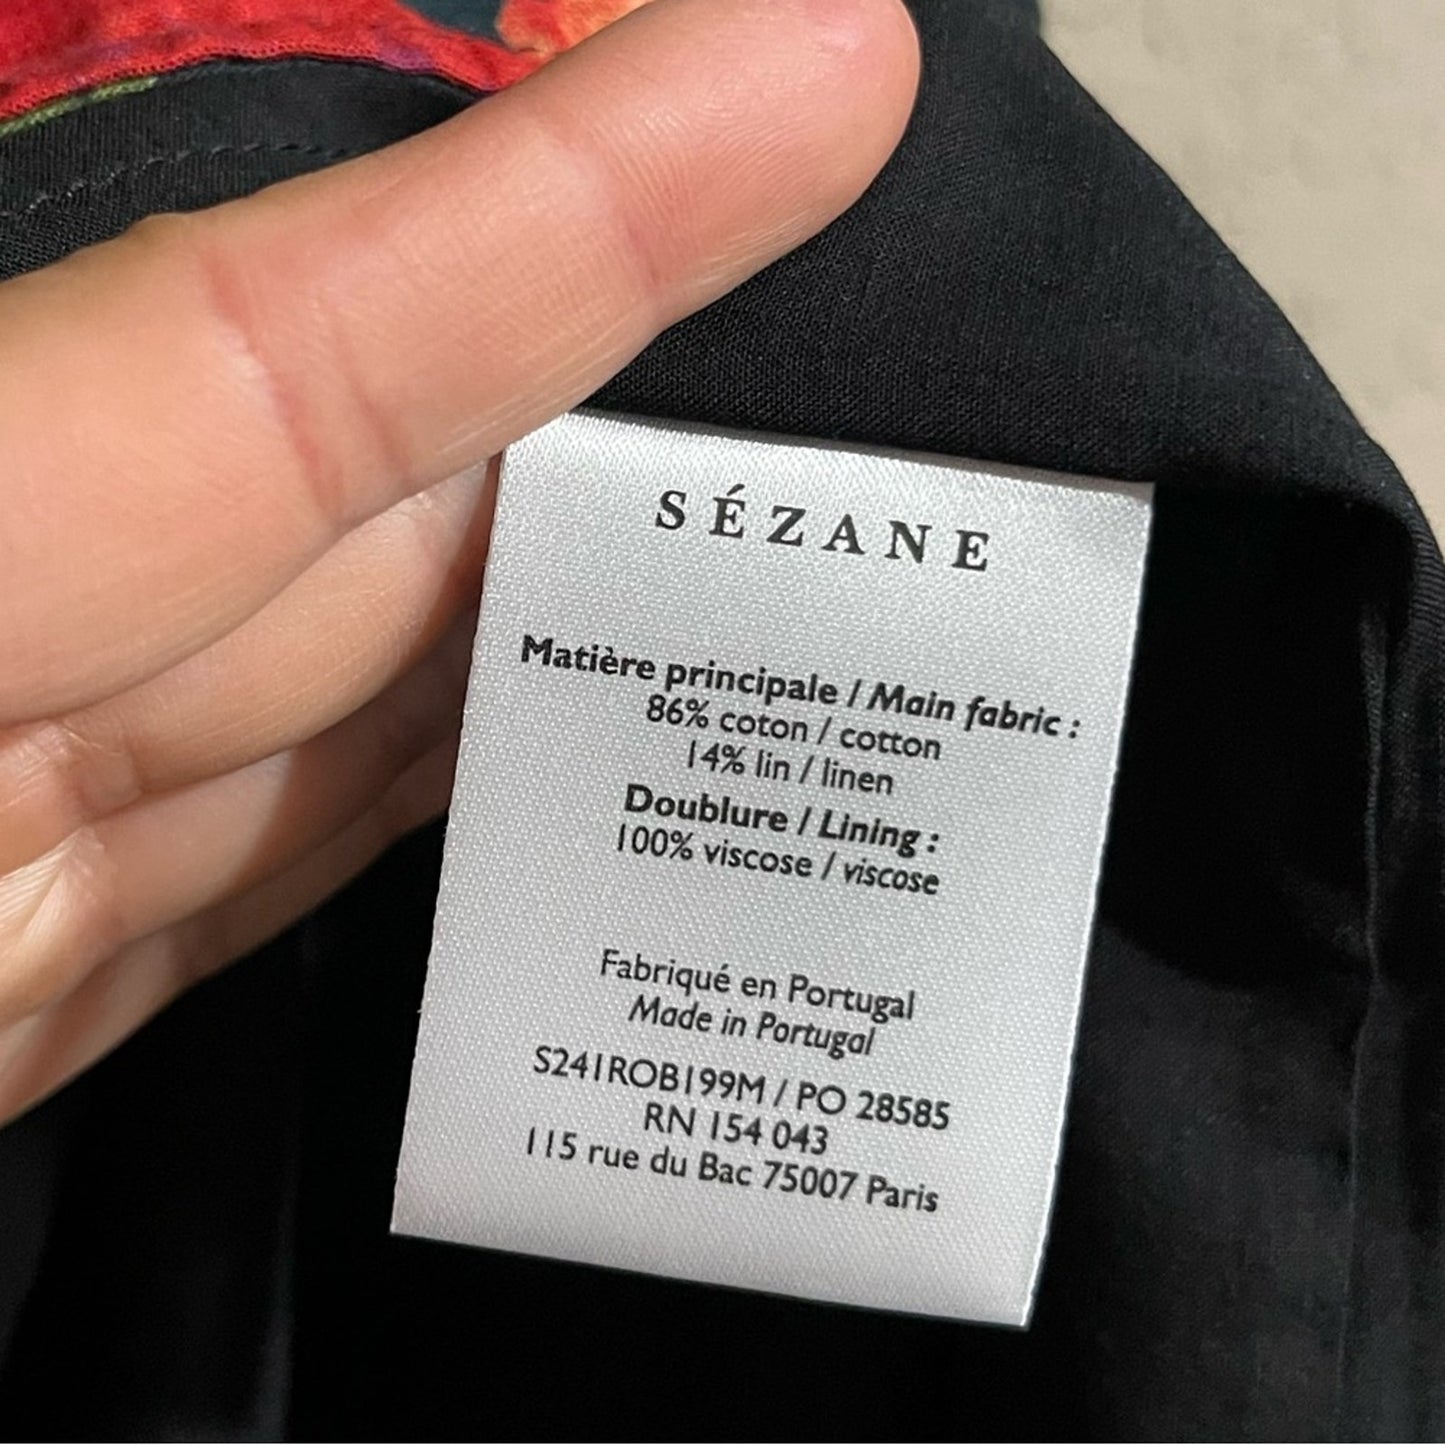 SÉZANE
Matière principale / Main fabric :
86% coton / cotton
14% lin / linen
Doublure / Lining :
100% viscose / viscose
Fabriqué en Portugal
Made in Portugal
S241ROB199M / PO 28585
RN 154 043
115 rue du Bac 75007 Paris